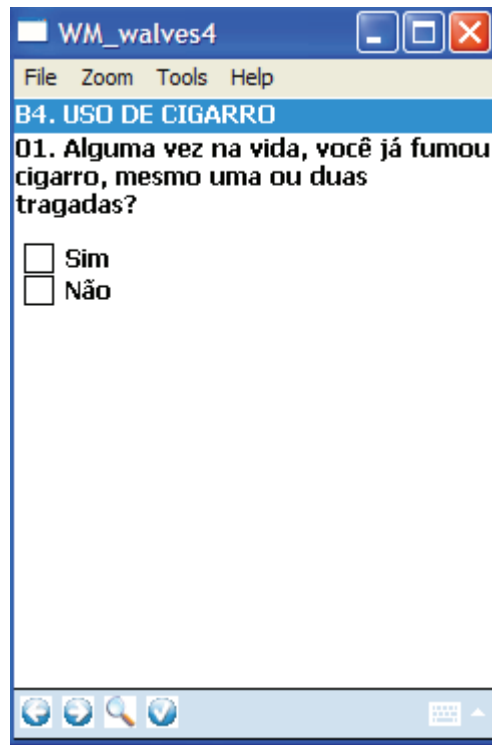 WM_walves4
File Zoom Tools Help
B4. USO DE CIGARRO
01. Alguma vez na vida, você já fumou
cigarro, mesmo uma ou duas
tragadas?
Sim
Não